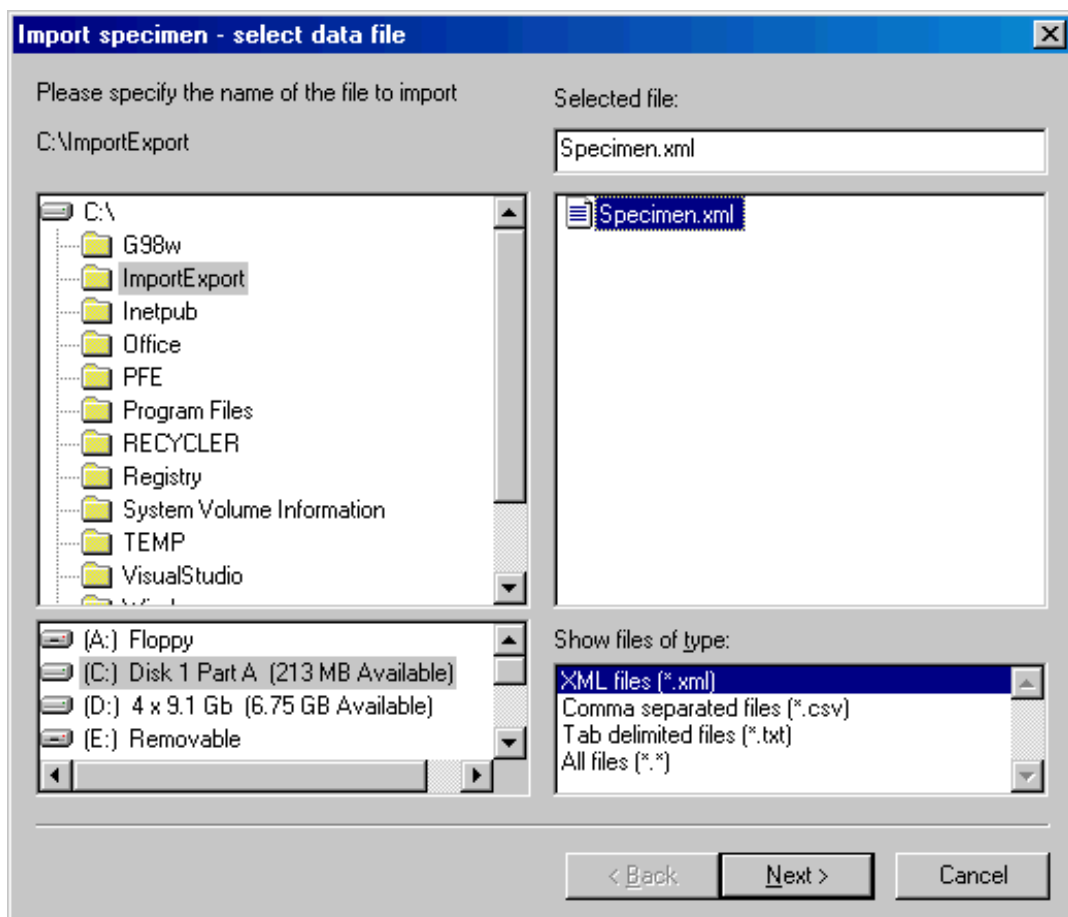 Import specimen - select data file
Please specify the name of the file to import
C:\ImportExport
C:\
G98w
ImportExport
Inetpub
Office
PFE
Program Files
RECYCLER
Registry
System Volume Information
TEMP
VisualStudio
(A:) Floppy
(C:) Disk 1 Part A (213 MB Available)
(D:) 4 x 9.1 Gb (6.75 GB Available)
(E:) Removable
Selected file:
Specimen.xml
Specimen.xml
Show files of type:
XML files (*.xml)
Comma separated files (*.csv)
Tab delimited files (*.txt)
All files (*.*)
< Back
Next >
Cancel